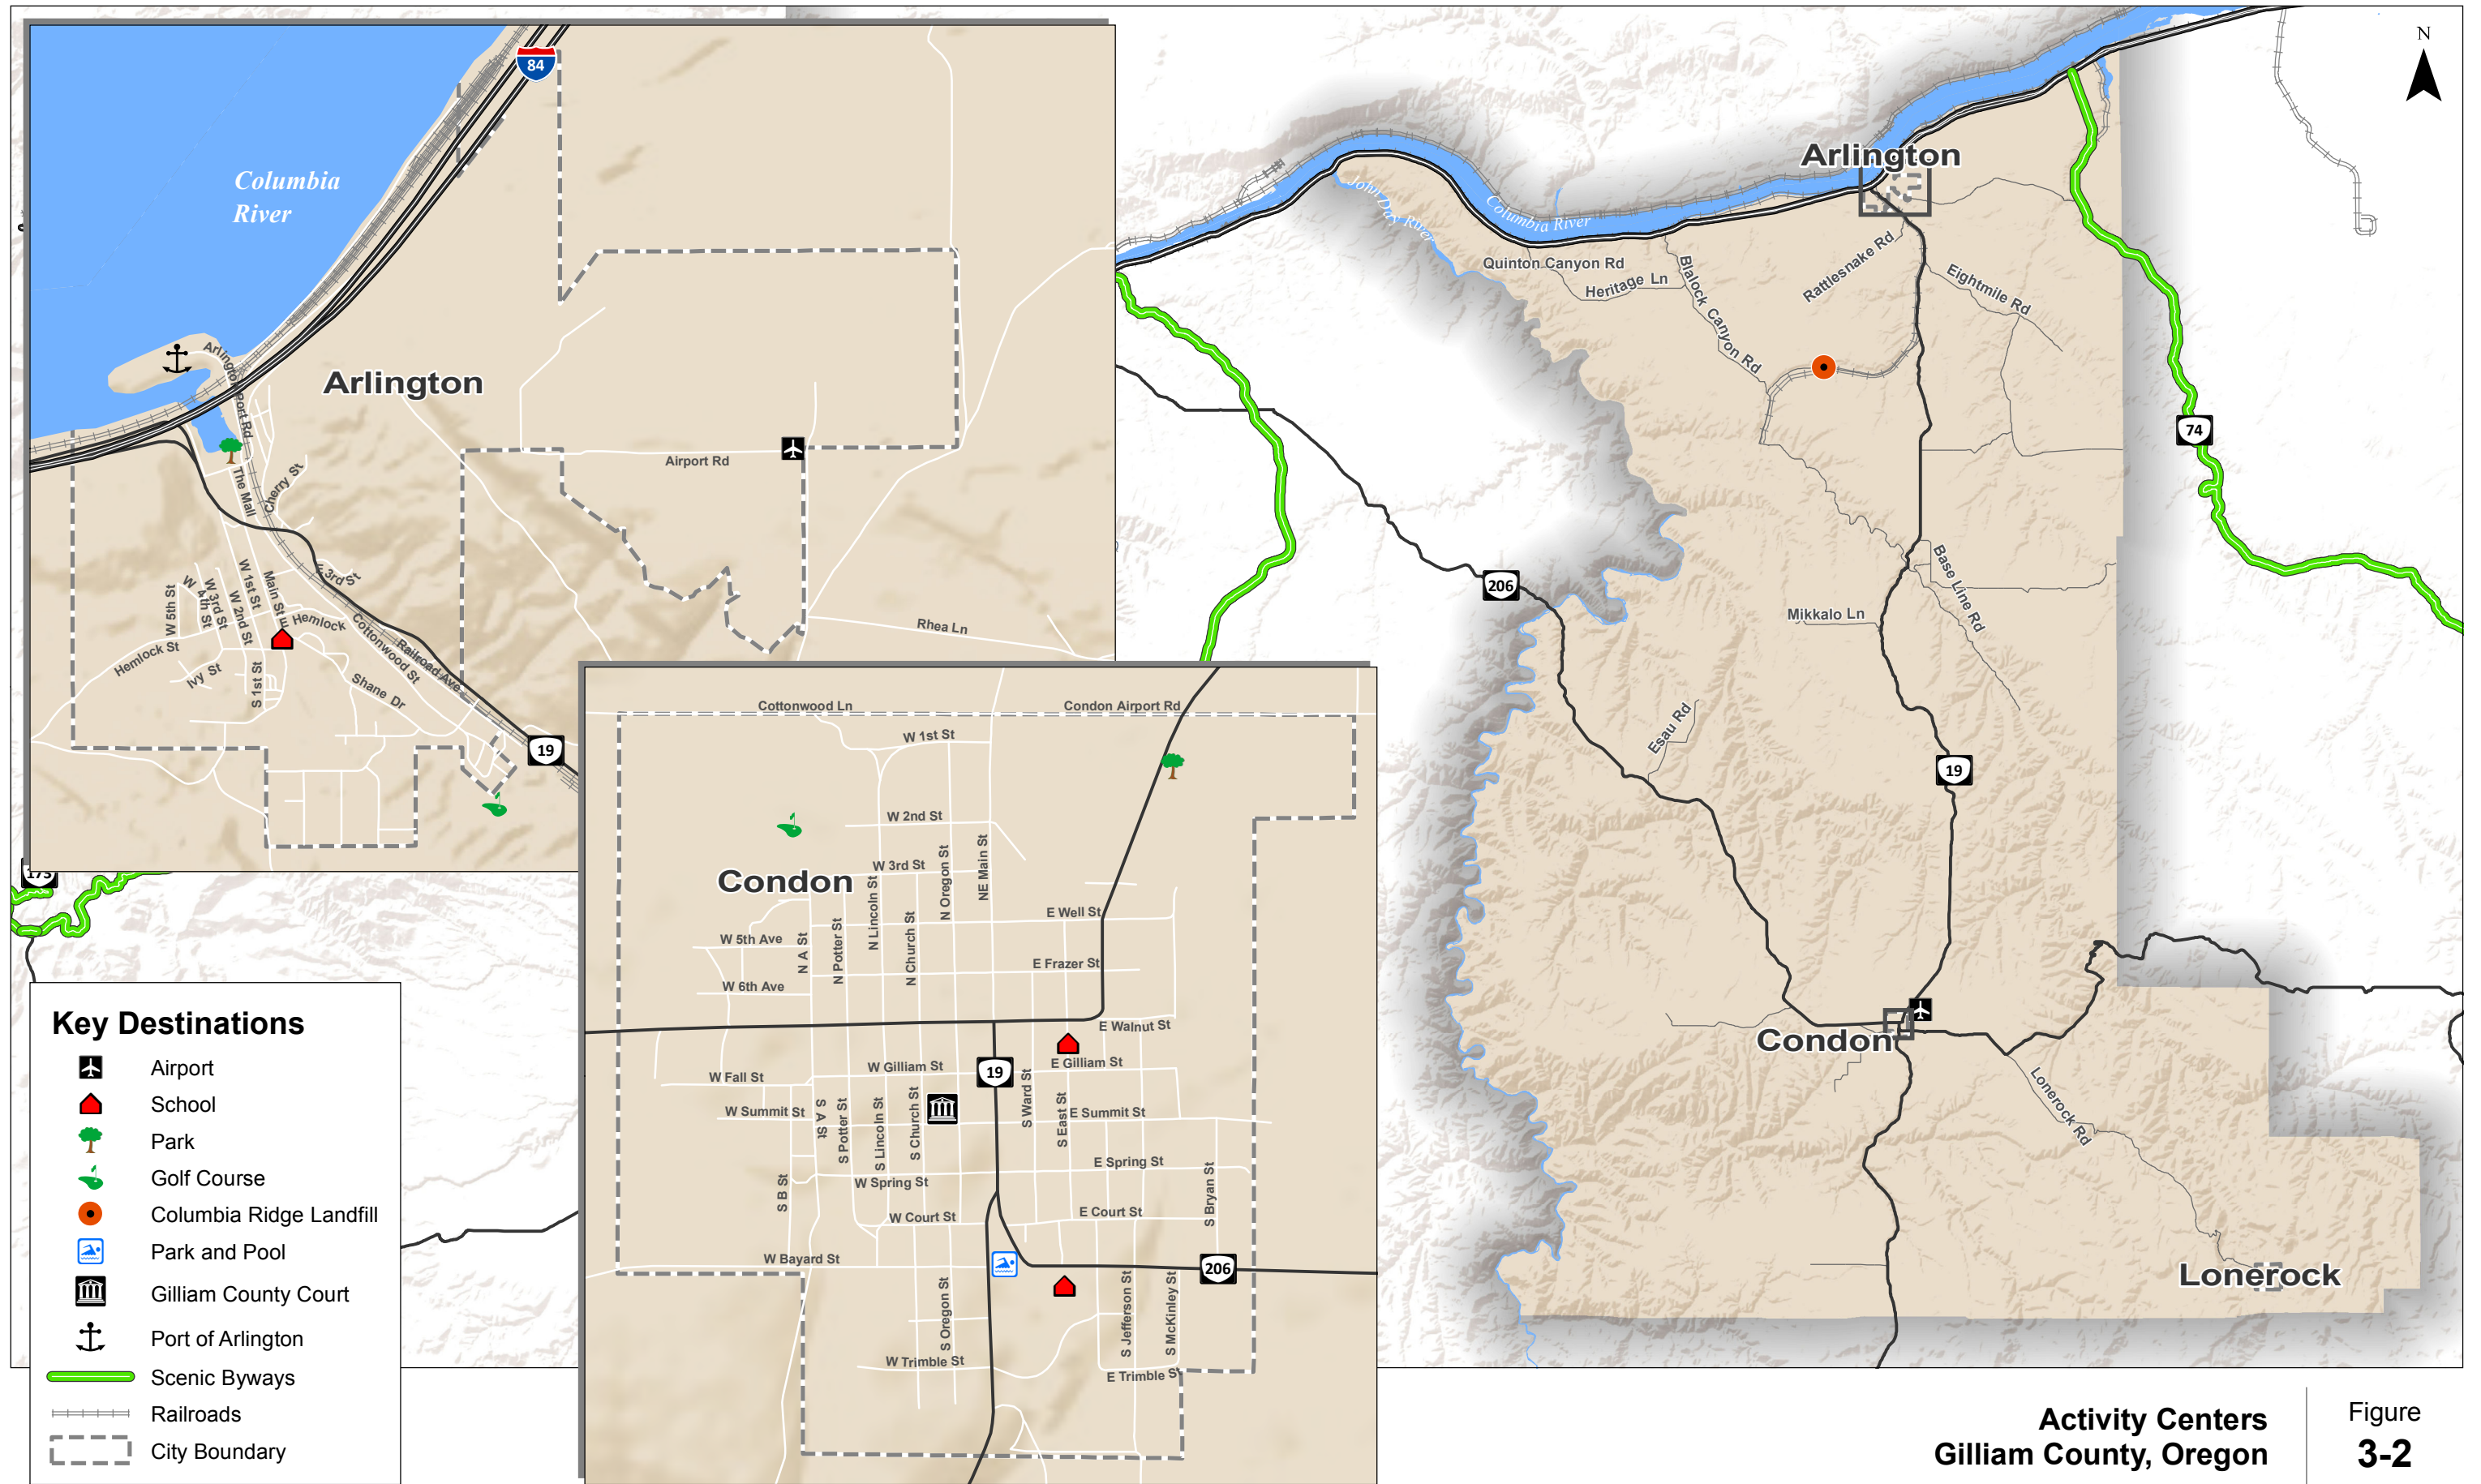 84
Columbia
River
Arlington Port Rd
Arlington
The Mall
Cherry St
Airport Rd
E 3rd St
W 5th St
W 4th St
W 3rd St
W 2nd St
W 1st St
Main St
E Hemlock
Hemlock St
Ivy St
S 1st St
Shane Dr
Cottonwood St
Railroad Ave
Rhea Ln
19
173
Cottonwood Ln
Condon Airport Rd
W 1st St
W 2nd St
W 3rd St
Condon
N Lincoln St
N Oregon St
NE Main St
N Church St
N Potter St
N A St
E Well St
W 5th Ave
E Frazer St
W 6th Ave
E Walnut St
W Gilliam St
19
E Gilliam St
W Fall St
W Summit St
S A St
S Potter St
S Lincoln St
S Church St
S Ward St
S East St
E Summit St
E Spring St
W Spring St
S B St
S Bryan St
W Court St
E Court St
W Bayard St
206
S Oregon St
S Jefferson St
S McKinley St
W Trimble St
E Trimble St
N
Arlington
John Day River
Columbia River
Quinton Canyon Rd
Heritage Ln
Blalock Canyon Rd
Rattlesnake Rd
Eightmile Rd
74
206
Base Line Rd
Mikkalo Ln
Esau Rd
19
Condon
Lonerock Rd
Lonerock
Key Destinations
Airport
School
Park
Golf Course
Columbia Ridge Landfill
Park and Pool
Gilliam County Court
Port of Arlington
Scenic Byways
Railroads
City Boundary
Activity Centers
Gilliam County, Oregon
Figure
3-2